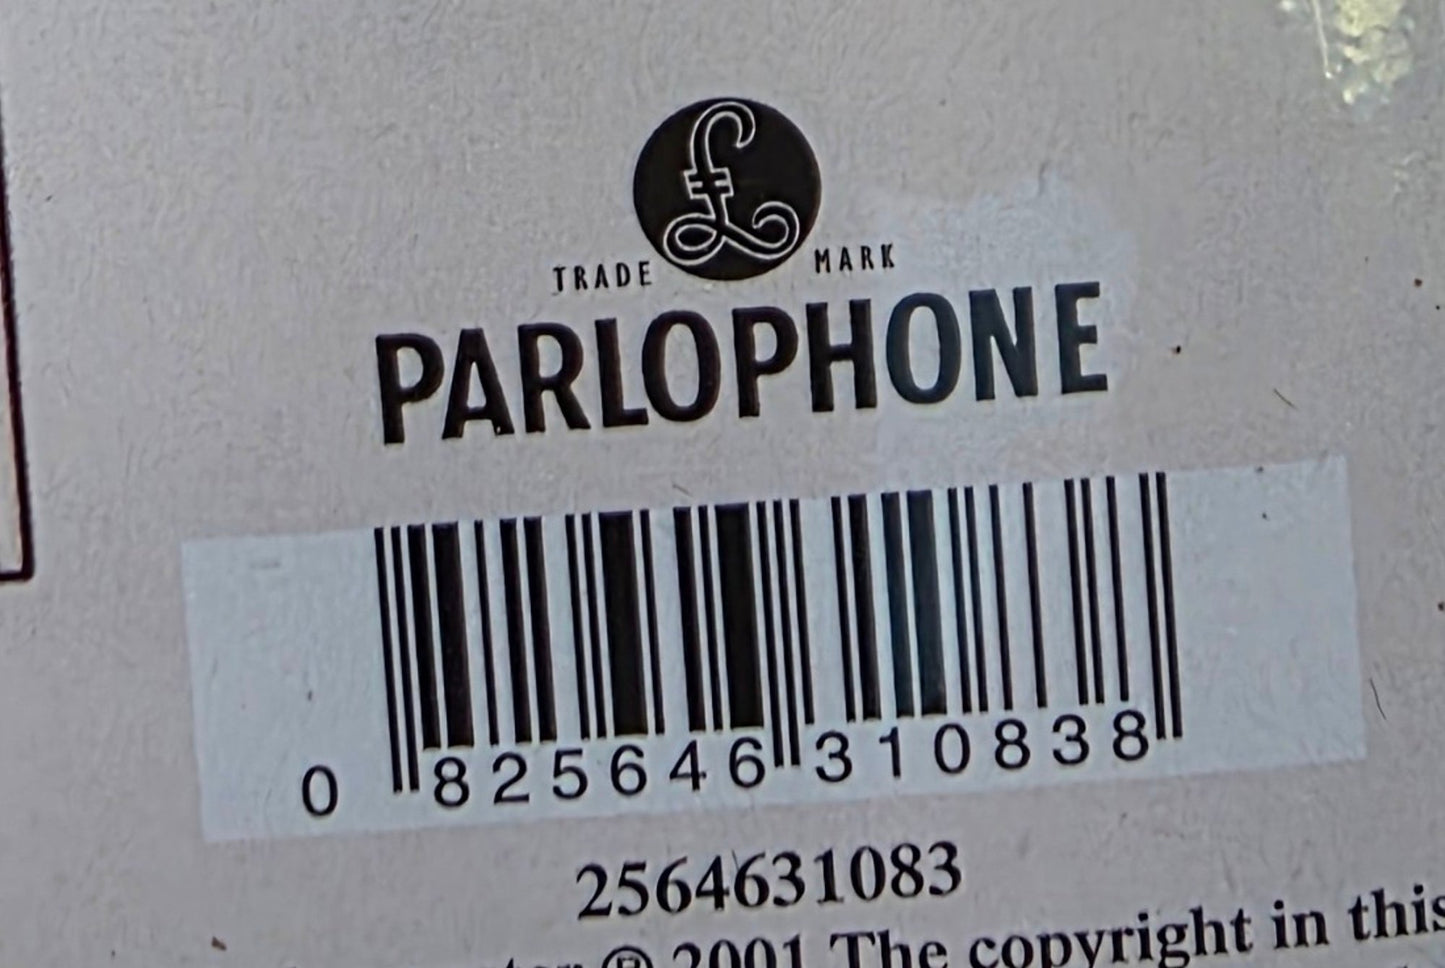 £
TRADE MARK
PARLOPHONE
0 825646 310838
2564631083
℗ 2001 The copyright in this